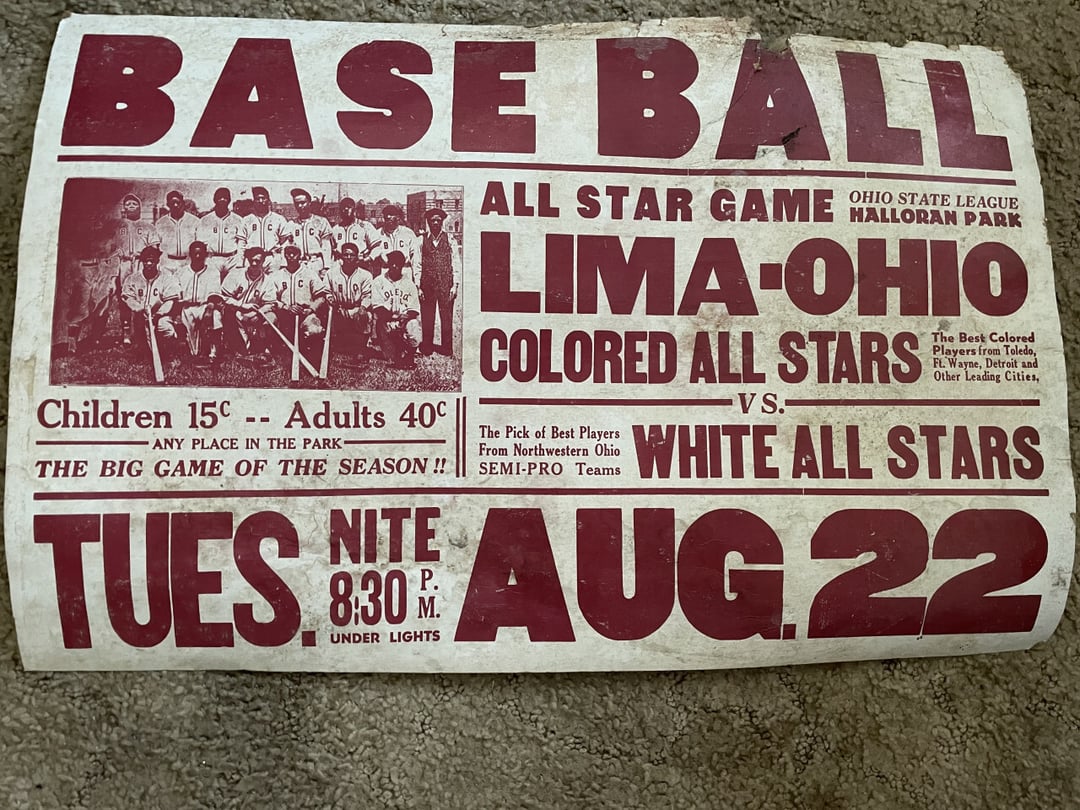 BASE BALL
ALL STAR GAME
OHIO STATE LEAGUE
HALLORAN PARK
LIMA-OHIO
COLORED ALL STARS
The Best Colored
Players from Toledo,
Ft. Wayne, Detroit and
Other Leading Cities,
VS.
The Pick of Best Players
From Northwestern Ohio
SEMI-PRO Teams
WHITE ALL STARS
Children 15c -- Adults 40c
ANY PLACE IN THE PARK
THE BIG GAME OF THE SEASON !!
TUES.
NITE
8:30 P. M.
UNDER LIGHTS
AUG. 22